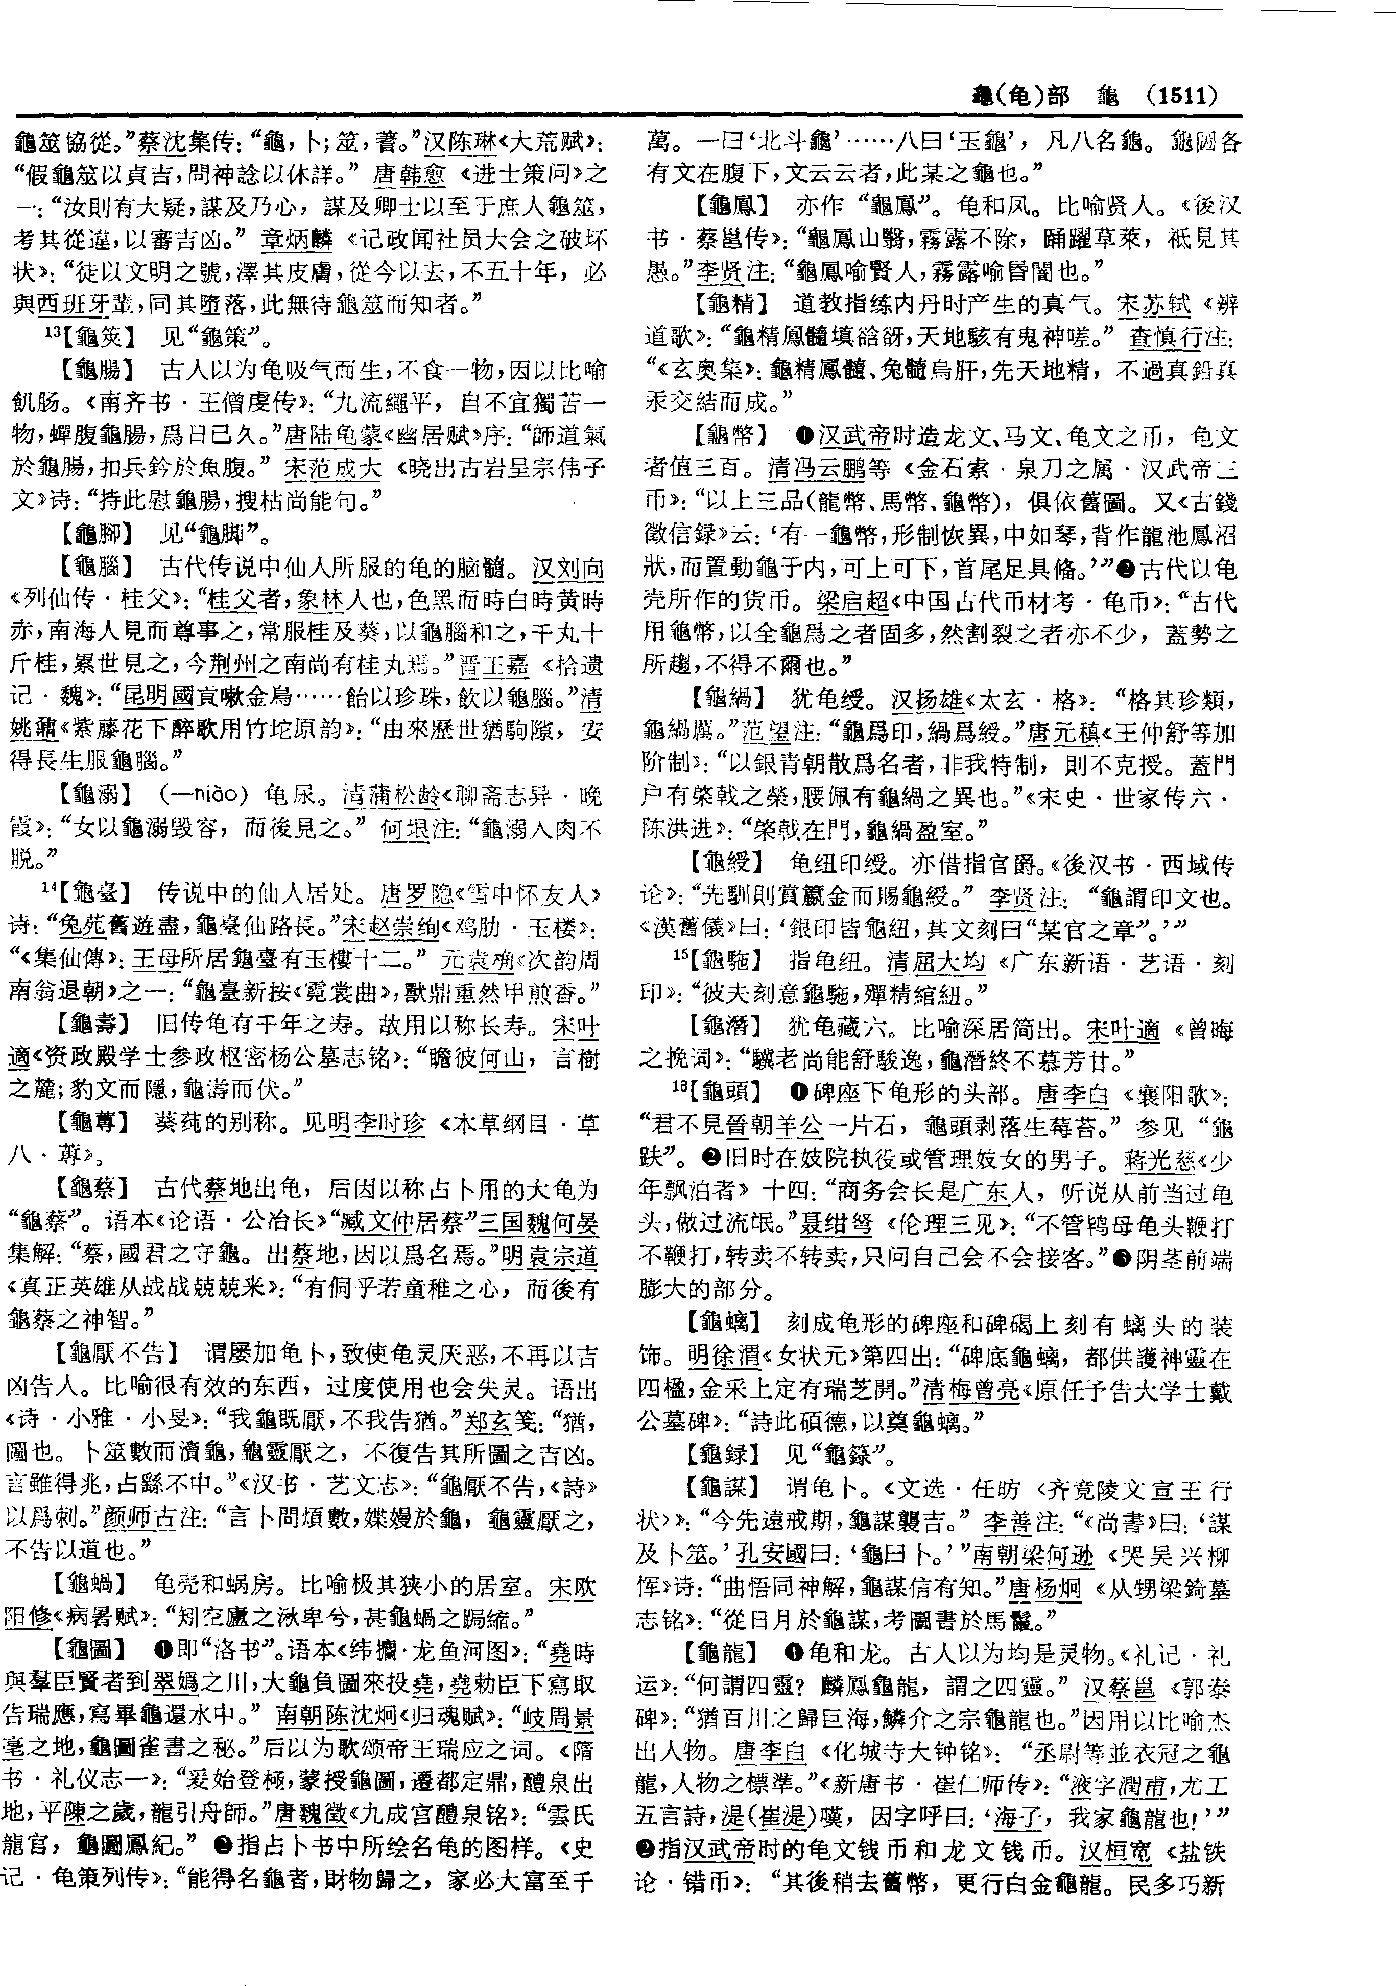 龜(龟)部　龜　(1511)
龜筮協從。”蔡沈集传：“龜，卜；筮，蓍。”汉陈琳《大荒赋》：
“假龜筮以貞吉，問神諗以休詳。”唐韩愈《进士策问》之
一：“汝則有大疑，謀及乃心，謀及卿士以至于庶人龜筮，
考其從違，以審吉凶。”章炳麟《记政闻社员大会之破坏
状》：“徒以文明之號，澤其皮膚，從今以去，不五十年，必
與西班牙輩，同其墮落，此無待龜筮而知者。”
13【龜筴】　见“龜策”。
【龜腸】　古人以为龟吸气而生，不食一物，因以比喻
飢肠。《南齐书·王僧虔传》：“九流繩平，自不宜獨苦一
物，蟬腹龜腸，爲日已久。”唐陆龟蒙《幽居赋》序：“師道氣
於龜腸，扣兵鈐於魚腹。”宋范成大《晓出古岩呈宗伟子
文》诗：“持此慰龜腸，搜枯尚能句。”
【龜腳】　见“龜脚”。
【龜腦】　古代传说中仙人所服的龟的脑髓。汉刘向
《列仙传·桂父》：“桂父者，象林人也，色黑而時白時黄時
赤，南海人見而尊事之，常服桂及葵，以龜腦和之，千丸十
斤桂，累世見之，今荆州之南尚有桂丸焉。”晋王嘉《拾遗
记·魏》：“昆明國貢嗽金鳥……飴以珍珠，飲以龜腦。”清
姚鼐《紫藤花下醉歌用竹坨原韵》：“由來歷世猶駒隙，安
得長生服龜腦。”
【龜溺】　(—niào)　龟尿。清蒲松龄《聊斋志异·晚
霞》：“女以龜溺毀容，而後見之。”何垠注：“龜溺入肉不
脱。”
14【龜臺】　传说中的仙人居处。唐罗隐《雪中怀友人》
诗：“兔苑舊遊盡，龜臺仙路長。”宋赵崇绚《鸡肋·玉楼》：
“《集仙傳》：王母所居龜臺有玉樓十二。”元袁桷《次韵周
南翁退朝》之一：“龜臺新按《霓裳曲》，獸鼎重然甲煎香。”
【龜壽】　旧传龟有千年之寿。故用以称长寿。宋叶
適《资政殿学士参政枢密杨公墓志铭》：“瞻彼何山，言樹
之麓；豹文而隱，龜壽而伏。”
【龜蓴】　葵莼的别称。见明李时珍《本草纲目·草
八·蓴》。
【龜蔡】　古代蔡地出龟，后因以称占卜用的大龟为
“龜蔡”。语本《论语·公冶长》“臧文仲居蔡”三国魏何晏
集解：“蔡，國君之守龜。出蔡地，因以爲名焉。”明袁宗道
《真正英雄从战战兢兢来》：“有侗乎若童稚之心，而後有
龜蔡之神智。”
【龜厭不告】　谓屡加龟卜，致使龟灵厌恶，不再以吉
凶告人。比喻很有效的东西，过度使用也会失灵。语出
《诗·小雅·小旻》：“我龜既厭，不我告猶。”郑玄笺：“猶，
圖也。卜筮數而瀆龜，龜靈厭之，不復告其所圖之吉凶。
言雖得兆，占繇不中。”《汉书·艺文志》：“龜厭不告，《詩》
以爲刺。”颜师古注：“言卜問煩數，媟嫚於龜，龜靈厭之，
不告以道也。”
【龜蝸】　龟壳和蜗房。比喻极其狭小的居室。宋欧
阳修《病暑赋》：“矧空廬之湫卑兮，甚龜蝸之跼縮。”
【龜圖】　❶即“洛书”。语本《纬攟·龙鱼河图》：“堯時
與羣臣賢者到翠嬀之川，大龜負圖來投堯，堯勅臣下寫取
告瑞應，寫畢龜還水中。”南朝陈沈炯《归魂赋》：“岐周景
亳之地，龜圖雀書之秘。”后以为歌颂帝王瑞应之词。《隋
书·礼仪志一》：“爰始登極，蒙授龜圖，遷都定鼎，醴泉出
地，平陳之歲，龍引舟師。”唐魏徵《九成宫醴泉铭》：“雲氏
龍官，龜圖鳳紀。”❷指占卜书中所绘名龟的图样。《史
记·龟策列传》：“能得名龜者，財物歸之，家必大富至千
萬。一曰‘北斗龜’……八曰‘玉龜’，凡八名龜。龜圖各
有文在腹下，文云云者，此某之龜也。”
【龜鳳】　亦作“龜鳯”。龟和凤。比喻贤人。《後汉
书·蔡邕传》：“龜鳳山翳，霧露不除，踊躍草萊，祗見其
愚。”李贤注：“龜鳳喻賢人，霧露喻昏闇也。”
【龜精】　道教指练内丹时产生的真气。宋苏轼《辨
道歌》：“龜精鳳髓填谽谺，天地駭有鬼神嗟。”查慎行注：
“《玄奥集》：龜精鳳髓、兔髓烏肝，先天地精，不過真鉛真
汞交結而成。”
【龜幣】　❶汉武帝时造龙文、马文、龟文之币，龟文
者值三百。清冯云鹏等《金石索·泉刀之属·汉武帝三
币》：“以上三品(龍幣、馬幣、龜幣)，俱依舊圖。又《古錢
徵信録》云：‘有一龜幣，形制恢異，中如琴，背作龍池鳳沼
狀，而置動龜于内，可上可下，首尾足具備。’”❷古代以龟
壳所作的货币。梁启超《中国古代币材考·龟币》：“古代
用龜幣，以全龜爲之者固多，然割裂之者亦不少，蓋勢之
所趨，不得不爾也。”
【龜緺】　犹龟绶。汉扬雄《太玄·格》：“格其珍類，
龜緺厲。”范望注：“龜爲印，緺爲綬。”唐元稹《王仲舒等加
阶制》：“以銀青朝散爲名者，非我特制，則不克授。蓋門
户有棨戟之榮，腰佩有龜緺之異也。”《宋史·世家传六·
陈洪进》：“棨戟在門，龜緺盈室。”
【龜綬】　龟纽印绶。亦借指官爵。《後汉书·西域传
论》：“先馴則賞籯金而賜龜綬。”李贤注：“龜謂印文也。
《漢舊儀》曰：‘銀印皆龜紐，其文刻曰“某官之章”。’”
15【龜駞】　指龟纽。清屈大均《广东新语·艺语·刻
印》：“彼夫刻意龜駞，殫精綰紐。”
【龜潛】　犹龟藏六。比喻深居简出。宋叶適《曾晦
之挽词》：“驥老尚能舒駿逸，龜潛終不慕芳甘。”
16【龜頭】　❶碑座下龟形的头部。唐李白《襄阳歌》：
“君不見晉朝羊公一片石，龜頭剥落生莓苔。”参见“龜
趺”。❷旧时在妓院执役或管理妓女的男子。蒋光慈《少
年飘泊者》十四：“商务会长是广东人，听说从前当过龟
头，做过流氓。”聂绀弩《伦理三见》：“不管鸨母龟头鞭打
不鞭打，转卖不转卖，只问自己会不会接客。”❸阴茎前端
膨大的部分。
【龜螭】　刻成龟形的碑座和碑碣上刻有螭头的装
饰。明徐渭《女状元》第四出：“碑底龜螭，都供護神靈在
四楹，金采上定有瑞芝開。”清梅曾亮《原任予告大学士戴
公墓碑》：“詩此碩德，以奠龜螭。”
【龜録】　见“龜籙”。
【龜謀】　谓龟卜。《文选·任昉〈齐竟陵文宣王行
状〉》：“今先遠戒期，龜謀襲吉。”李善注：“《尚書》曰：‘謀
及卜筮。’孔安國曰：‘龜曰卜。’”南朝梁何逊《哭吴兴柳
恽》诗：“曲悟同神解，龜謀信有知。”唐杨炯《从甥梁錡墓
志铭》：“從日月於龜謀，考圖書於馬鬣。”
【龜龍】　❶龟和龙。古人以为均是灵物。《礼记·礼
运》：“何謂四靈？麟鳳龜龍，謂之四靈。”汉蔡邕《郭泰
碑》：“猶百川之歸巨海，鱗介之宗龜龍也。”因用以比喻杰
出人物。唐李白《化城寺大钟铭》：“丞尉等並衣冠之龜
龍，人物之標準。”《新唐书·崔仁师传》：“液字潤甫，尤工
五言詩，湜(崔湜)嘆，因字呼曰：‘海子，我家龜龍也！’”
❷指汉武帝时的龟文钱币和龙文钱币。汉桓宽《盐铁
论·错币》：“其後稍去舊幣，更行白金龜龍。民多巧新